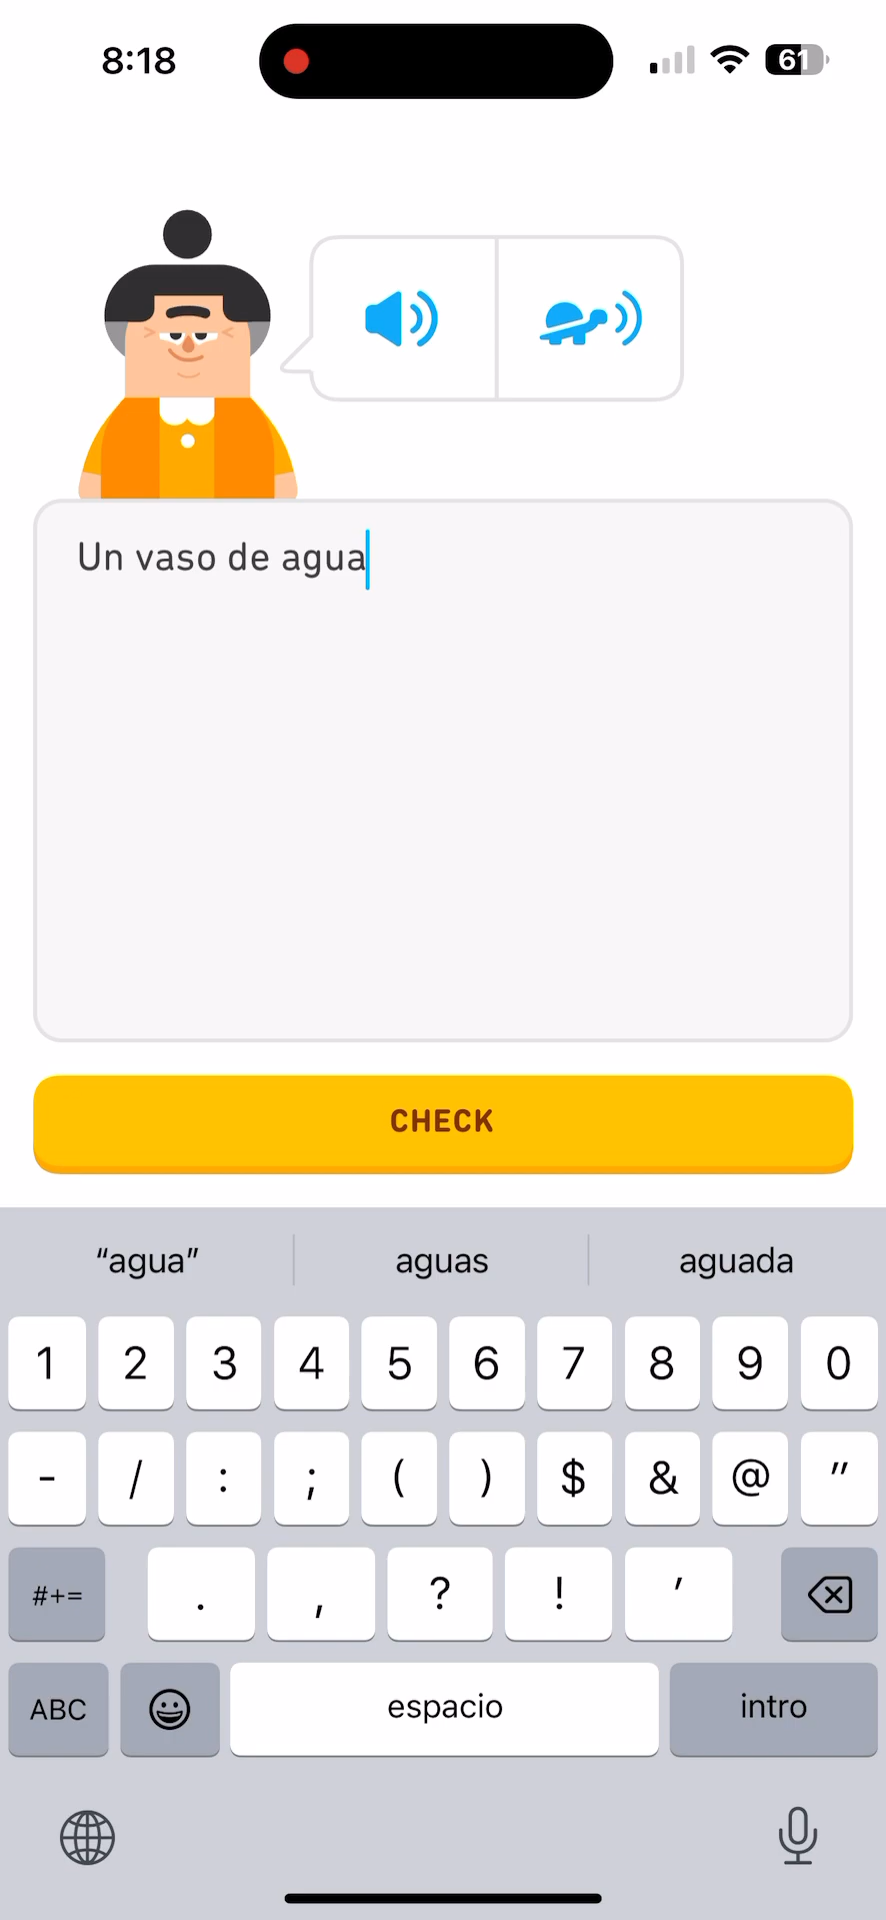 8:18
61
Un vaso de agua
CHECK
“agua” aguas aguada
1 2 3 4 5 6 7 8 9 0
- / : ; ( ) $ & @ "
#+= . , ? ! '
ABC espacio intro